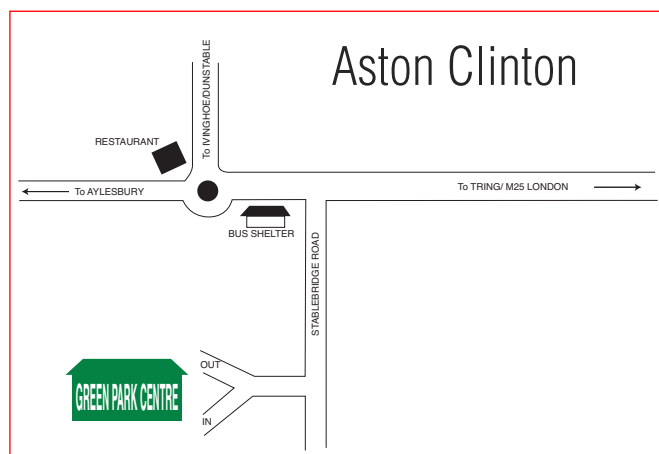 Aston Clinton
To IVINGHOE/DUNSTABLE
RESTAURANT
To AYLESBURY
To TRING/ M25 LONDON
BUS SHELTER
STABLEBRIDGE ROAD
OUT
GREEN PARK CENTRE
IN